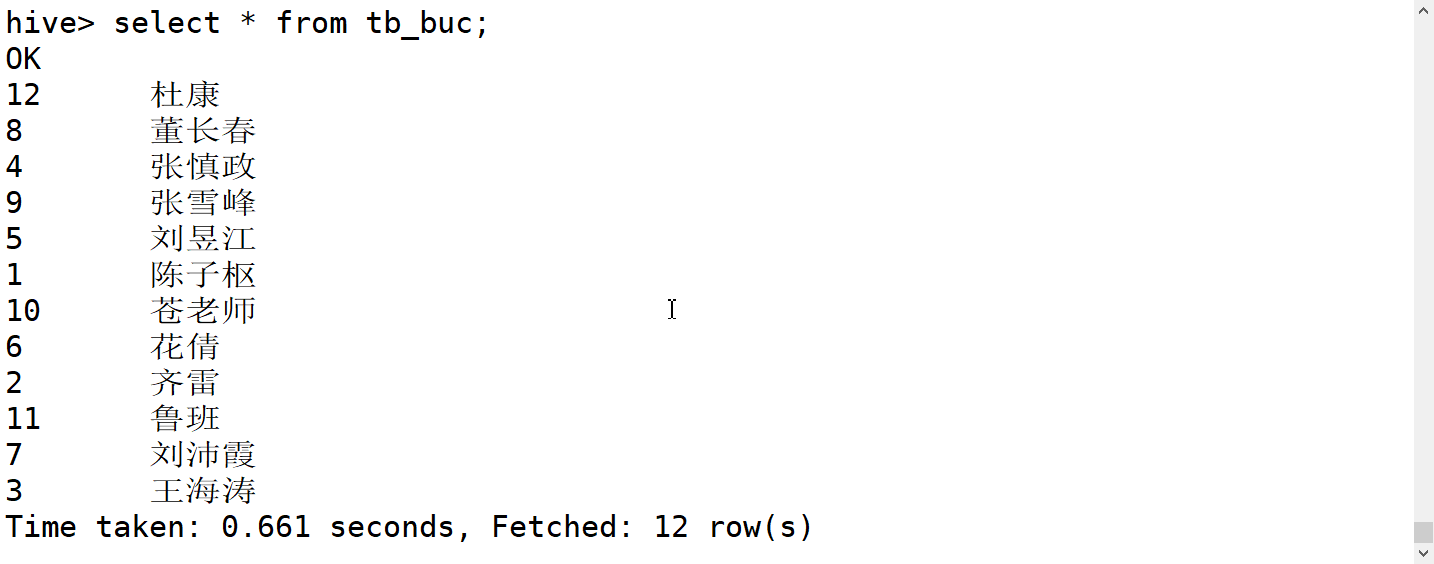 hive> select * from tb_buc;
OK
12 杜康
8 董长春
4 张慎政
9 张雪峰
5 刘昱江
1 陈子枢
10 苍老师
6 花倩
2 齐雷
11 鲁班
7 刘沛霞
3 王海涛
Time taken: 0.661 seconds, Fetched: 12 row(s)